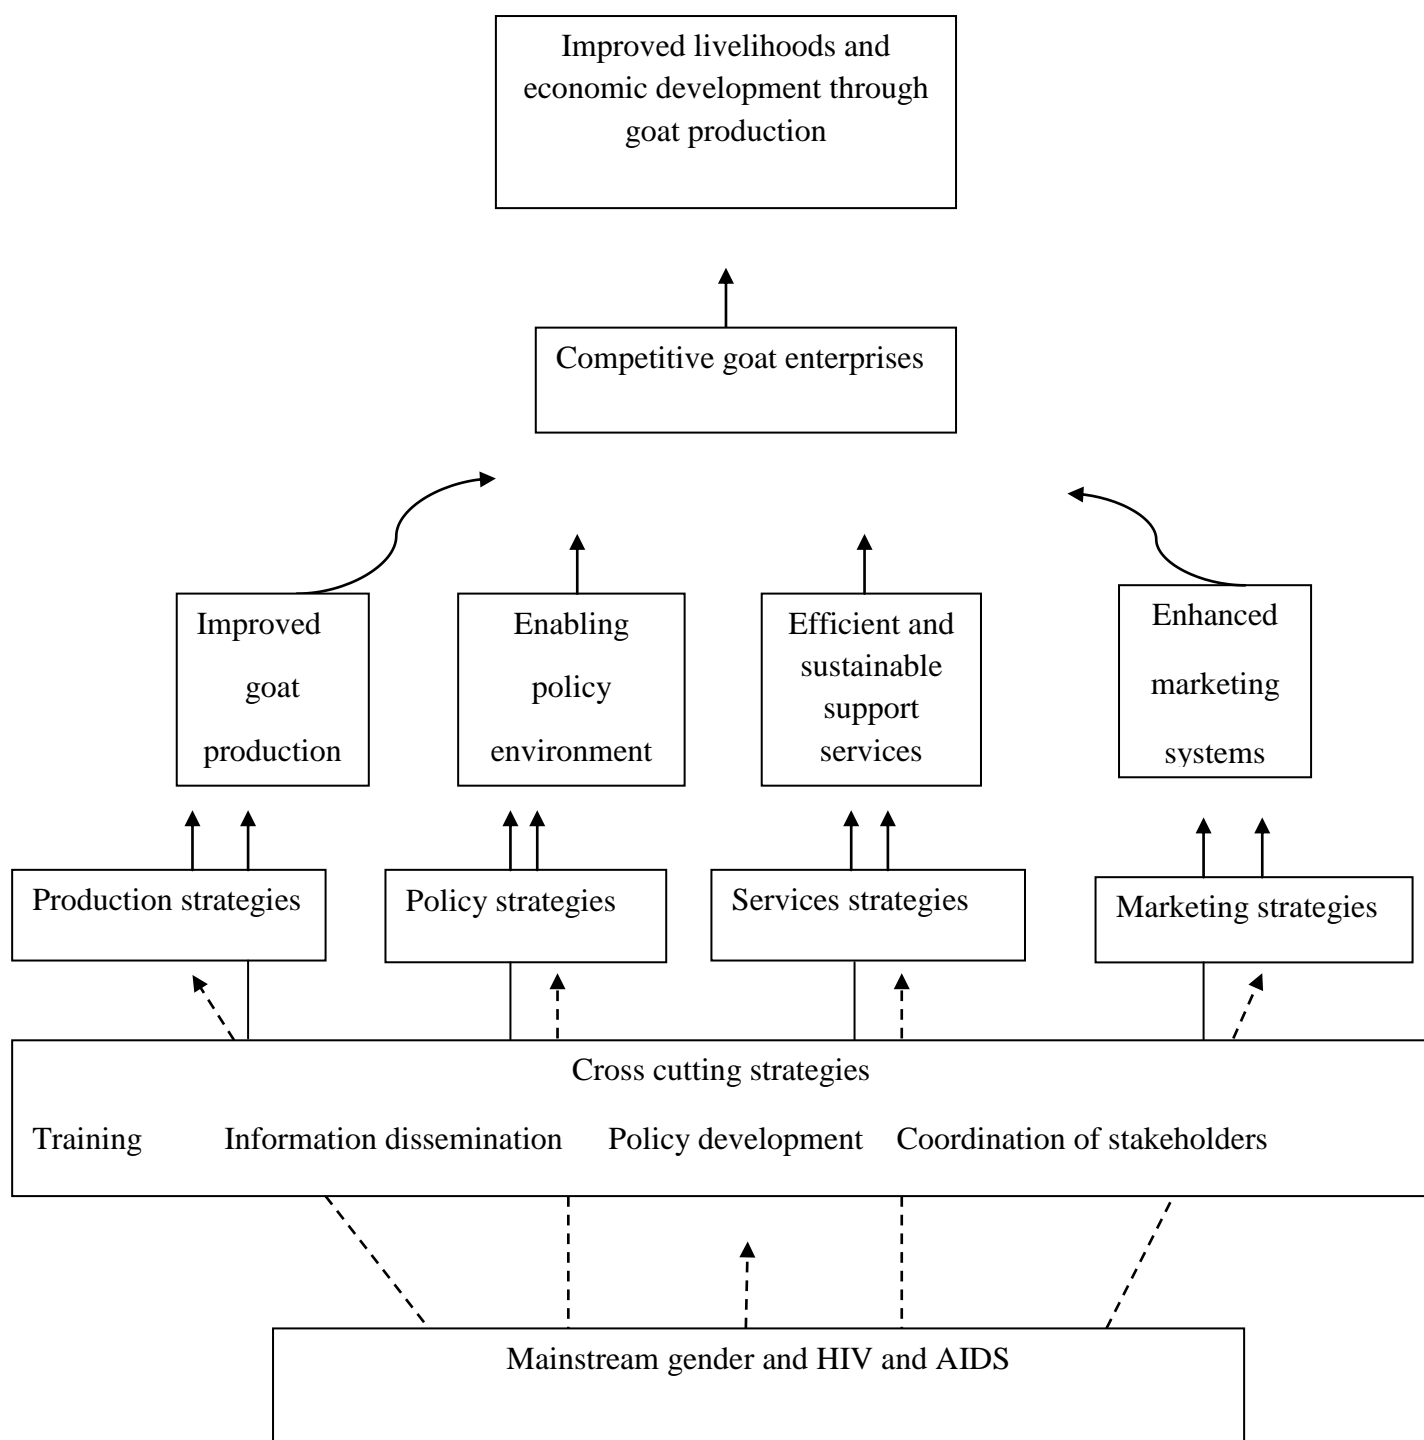 Improved livelihoods and
economic development through
goat production
Competitive goat enterprises
Improved
goat
production
Enabling
policy
environment
Efficient and
sustainable
support
services
Enhanced
marketing
systems
Production strategies
Policy strategies
Services strategies
Marketing strategies
Cross cutting strategies
Training Information dissemination Policy development Coordination of stakeholders
Mainstream gender and HIV and AIDS